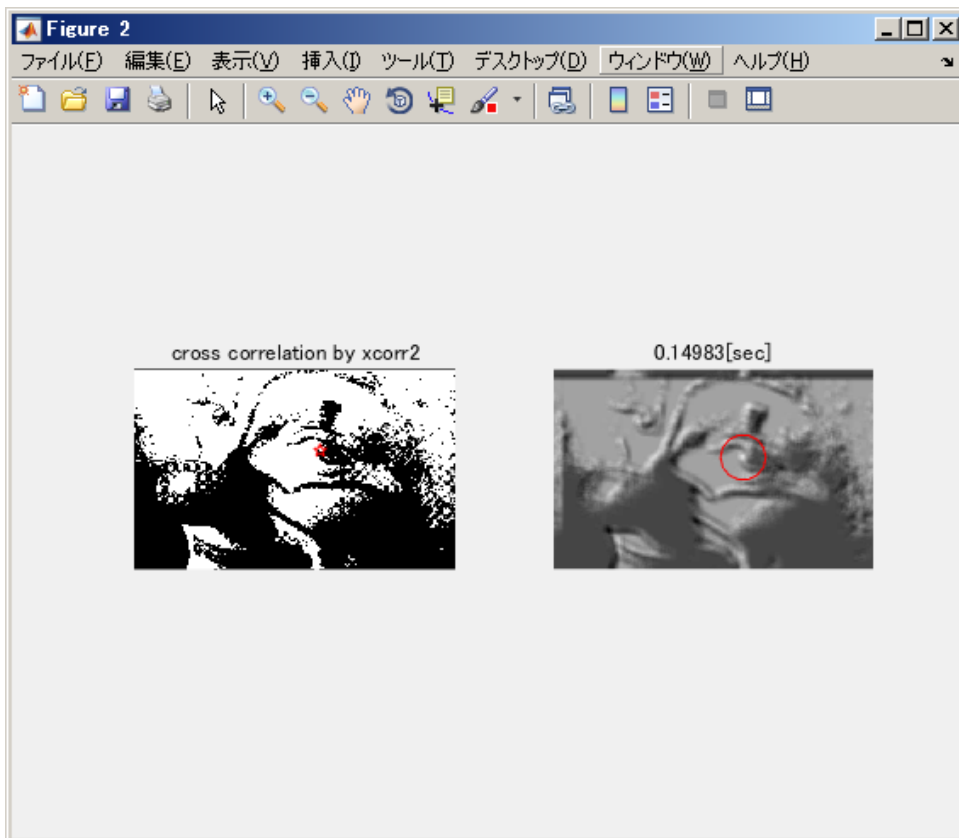 Figure 2
ファイル(F) 編集(E) 表示(V) 挿入(I) ツール(T) デスクトップ(D) ウィンドウ(W) ヘルプ(H)
cross correlation by xcorr2
0.14983[sec]